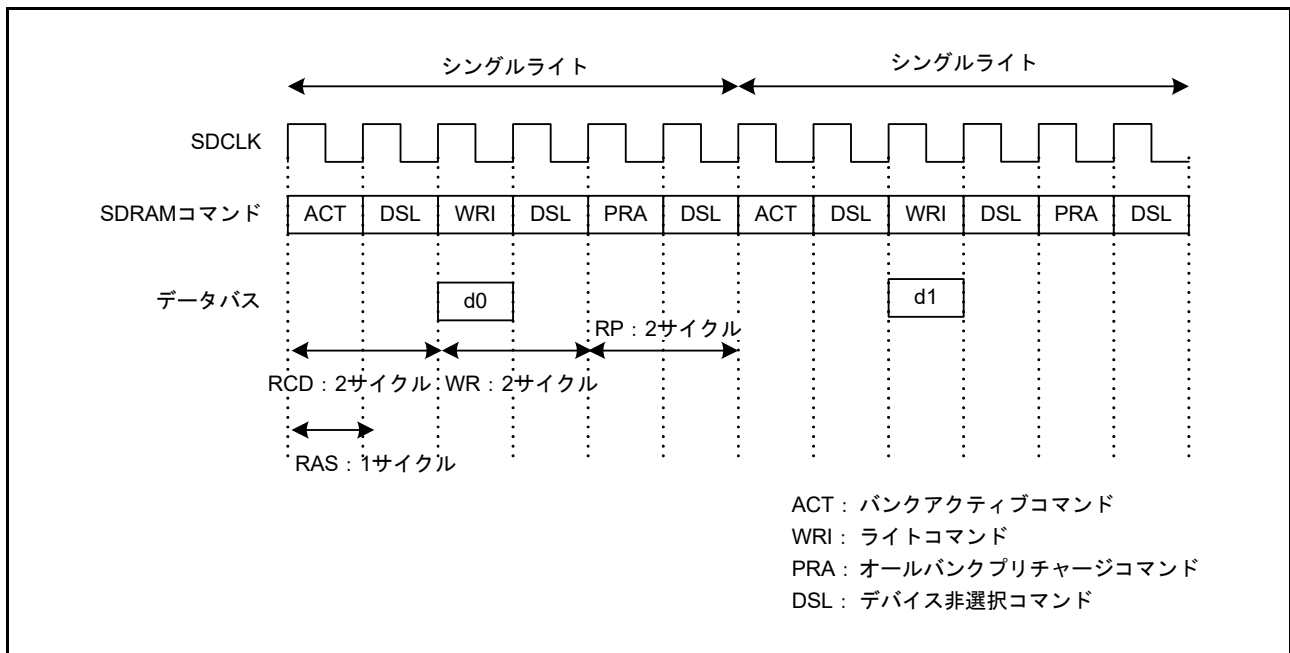 シングルライト シングルライト
SDCLK
SDRAMコマンド ACT DSL WRI DSL PRA DSL ACT DSL WRI DSL PRA DSL
データバス d0 d1
RP：2サイクル
RCD：2サイクル WR：2サイクル
RAS：1サイクル
ACT： バンクアクティブコマンド
WRI： ライトコマンド
PRA： オールバンクプリチャージコマンド
DSL： デバイス非選択コマンド